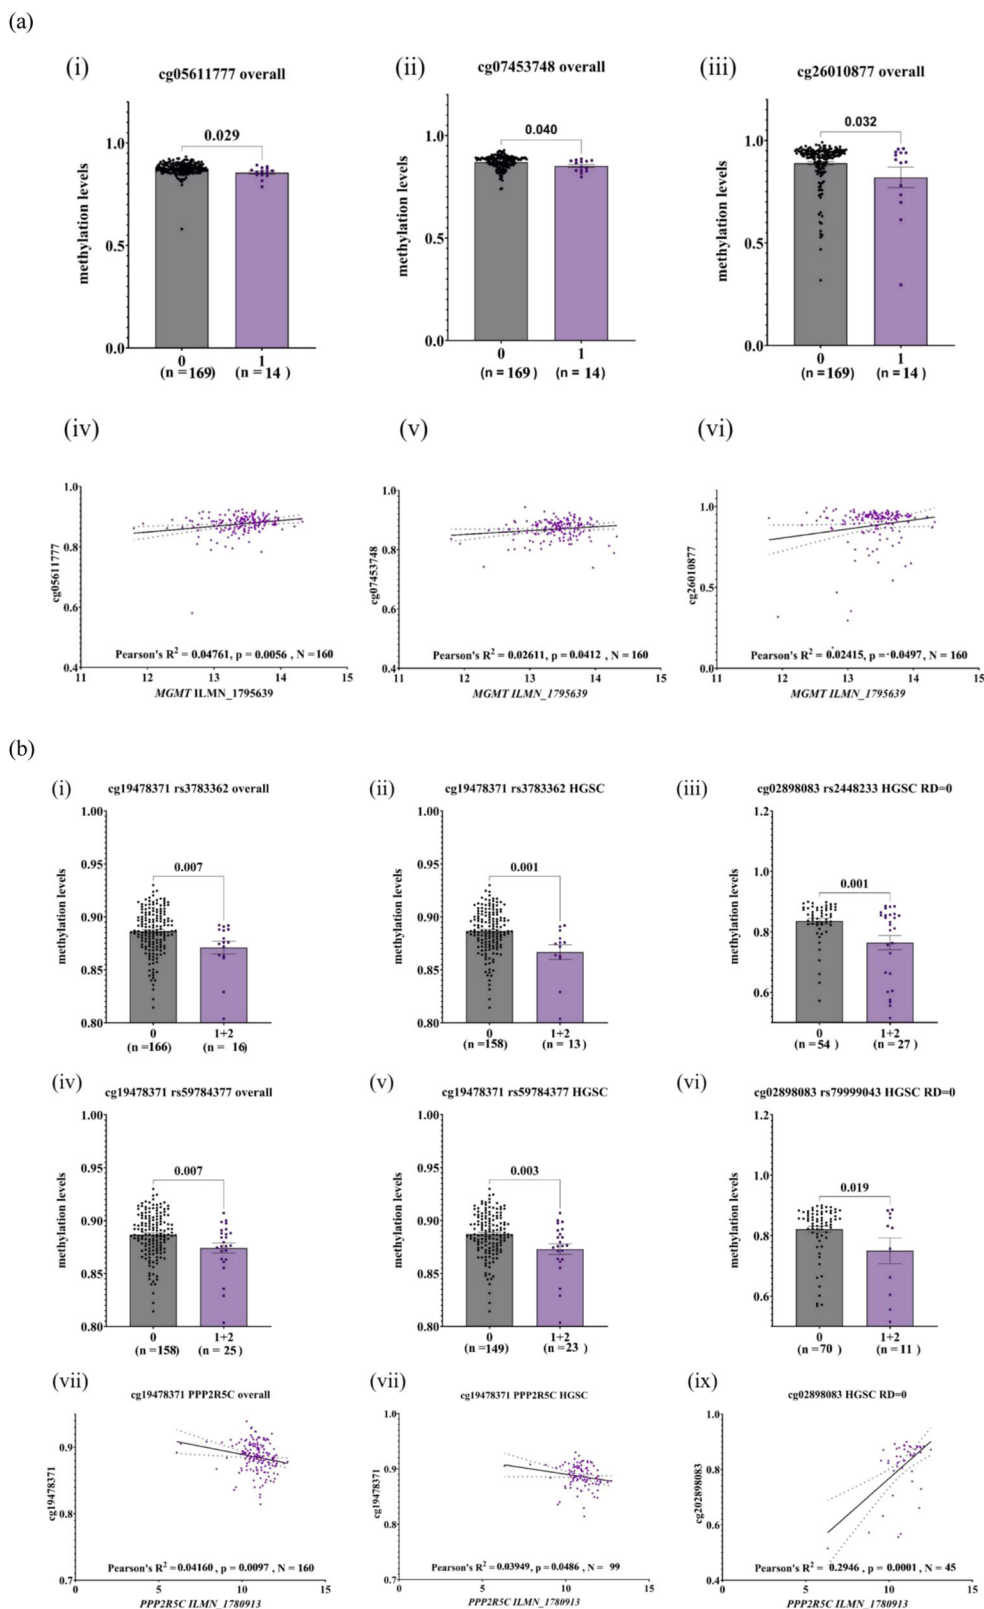 (a)
(i)
cg05611777 overall
methylation levels
1.0
0.5
0.0
0.029
0
1
(n = 169)
(n = 14 )
(ii)
cg07453748 overall
methylation levels
1.0
0.5
0.0
0.040
0
1
(n = 169)
(n = 14)
(iii)
cg26010877 overall
methylation levels
1.0
0.5
0.0
0.032
0
1
(n = 169)
(n = 14)
(iv)
cg05611777
1.0
0.8
0.6
0.4
Pearson's R2 = 0.04761, p = 0.0056 , N = 160
11
12
13
14
15
MGMT ILMN_1795639
(v)
cg07453748
1.0
0.8
0.6
0.4
Pearson's R2 = 0.02611, p = 0.0412 , N = 160
11
12
13
14
15
MGMT ILMN_1795639
(vi)
cg26010877
1.0
0.5
0.0
Pearson's R2 = 0.02415, p = 0.0497, N = 160
11
12
13
14
15
MGMT ILMN_1795639
(b)
(i)
cg19478371 rs3783362 overall
methylation levels
1.00
0.95
0.90
0.85
0.80
0.007
0
1+2
(n =166)
(n = 16)
(ii)
cg19478371 rs3783362 HGSC
methylation levels
1.00
0.95
0.90
0.85
0.80
0.001
0
1+2
(n =158)
(n = 13)
(iii)
cg02898083 rs2448233 HGSC RD=0
methylation levels
1.2
1.0
0.8
0.6
0.001
0
1+2
(n = 54)
(n = 27)
(iv)
cg19478371 rs59784377 overall
methylation levels
1.00
0.95
0.90
0.85
0.80
0.007
0
1+2
(n =158)
(n = 25)
(v)
cg19478371 rs59784377 HGSC
methylation levels
1.00
0.95
0.90
0.85
0.80
0.003
0
1+2
(n =149)
(n = 23)
(vi)
cg02898083 rs79999043 HGSC RD=0
methylation levels
1.2
1.0
0.8
0.6
0.019
0
1+2
(n = 70)
(n = 11)
(vii)
cg19478371 PPP2R5C overall
cg19478371
0.9
0.8
0.7
Pearson's R2 = 0.04160 , p = 0.0097 , N = 160
0
5
10
15
PPP2R5C ILMN_1780913
(vii)
cg19478371 PPP2R5C HGSC
cg19478371
1.0
0.9
0.8
0.7
Pearson's R2 = 0.03949, p = 0.0486 , N = 99
0
5
10
15
PPP2R5C ILMN_1780913
(ix)
cg02898083 HGSC RD=0
cg202898083
1.0
0.8
0.6
0.4
Pearson's R2 = 0.2946 , p = 0.0001 , N = 45
0
5
10
15
PPP2R5C ILMN_1780913